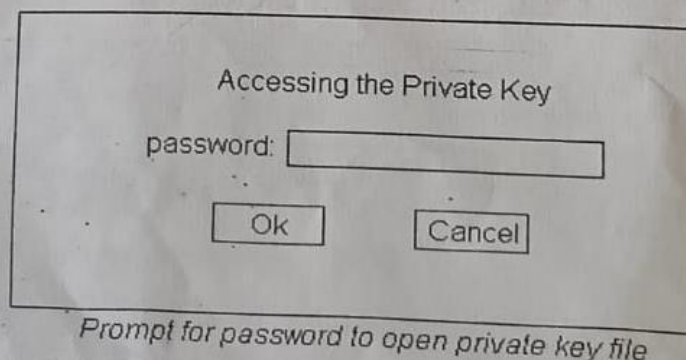 Accessing the Private Key
password:
Ok Cancel
Prompt for password to open private key file